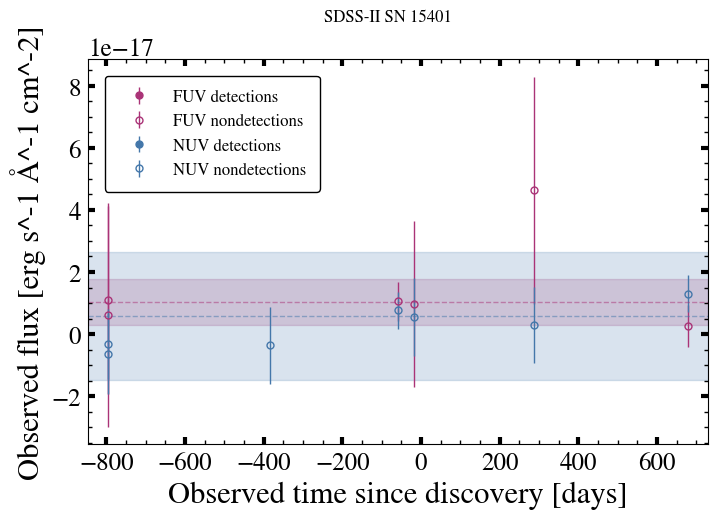 SDSS-II SN 15401
1e−17
FUV detections
FUV nondetections
NUV detections
NUV nondetections
8
6
4
2
0
−2
Observed flux [erg s^-1 Å^-1 cm^-2]
−800 −600 −400 −200 0 200 400 600
Observed time since discovery [days]